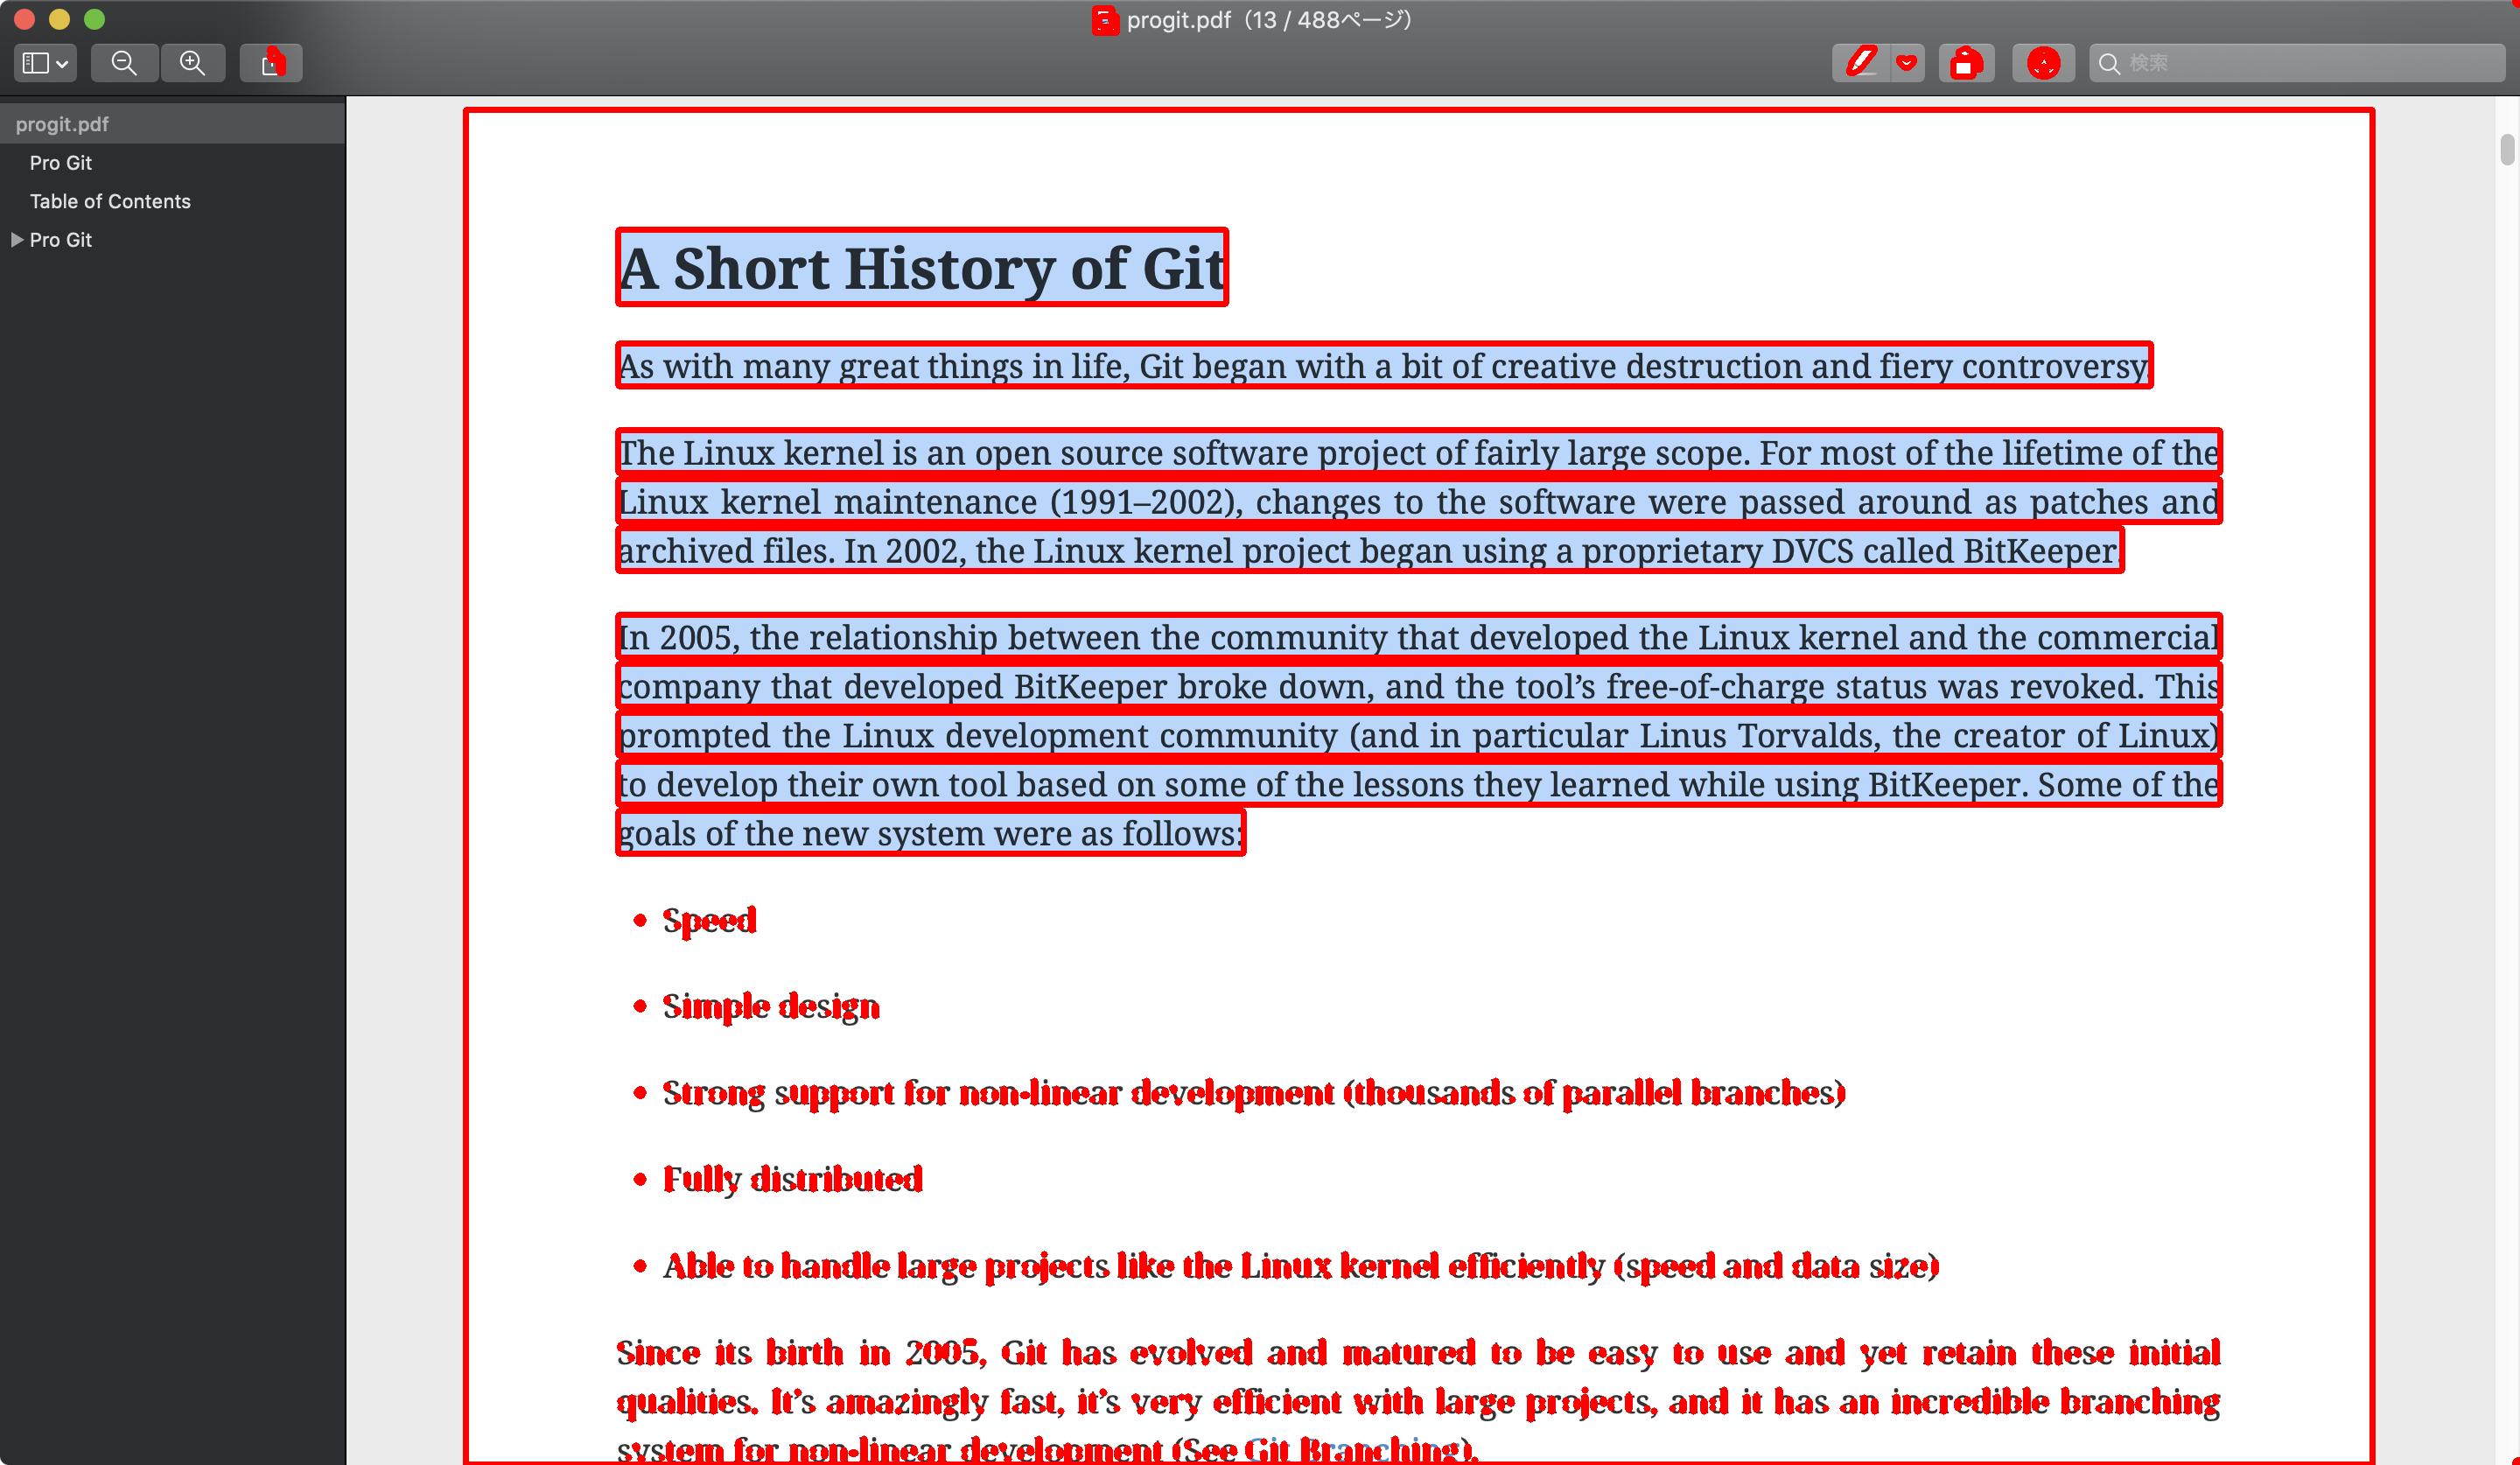 progit.pdf（13 / 488ページ）
検索
progit.pdf
Pro Git
Table of Contents
Pro Git
A Short History of Git
As with many great things in life, Git began with a bit of creative destruction and fiery controversy.
The Linux kernel is an open source software project of fairly large scope. For most of the lifetime of the
Linux kernel maintenance (1991–2002), changes to the software were passed around as patches and
archived files. In 2002, the Linux kernel project began using a proprietary DVCS called BitKeeper.
In 2005, the relationship between the community that developed the Linux kernel and the commercial
company that developed BitKeeper broke down, and the tool’s free-of-charge status was revoked. This
prompted the Linux development community (and in particular Linus Torvalds, the creator of Linux)
to develop their own tool based on some of the lessons they learned while using BitKeeper. Some of the
goals of the new system were as follows:
• Speed
• Simple design
• Strong support for non-linear development (thousands of parallel branches)
• Fully distributed
• Able to handle large projects like the Linux kernel efficiently (speed and data size)
Since its birth in 2005, Git has evolved and matured to be easy to use and yet retain these initial
qualities. It’s amazingly fast, it’s very efficient with large projects, and it has an incredible branching
system for non-linear development (See Git Branching).